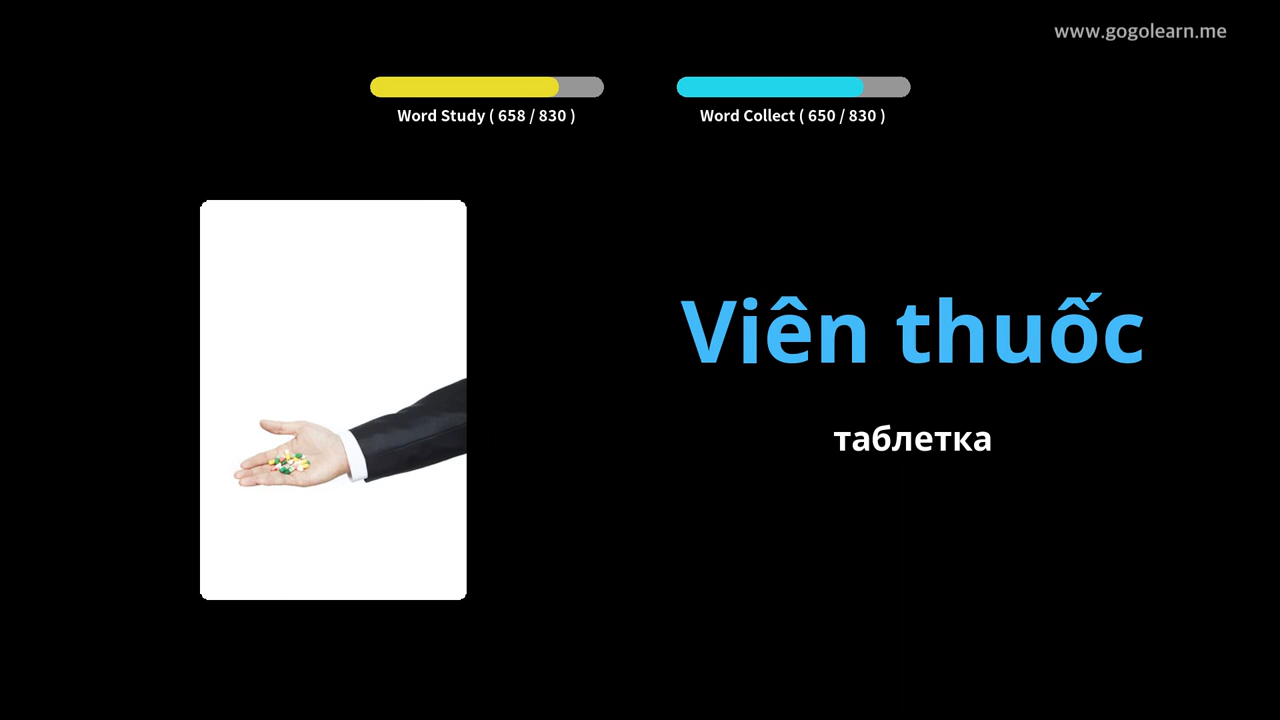 www.gogolearn.me
Word Study ( 658 / 830 )
Word Collect ( 650 / 830 )
Viên thuốc
таблетка